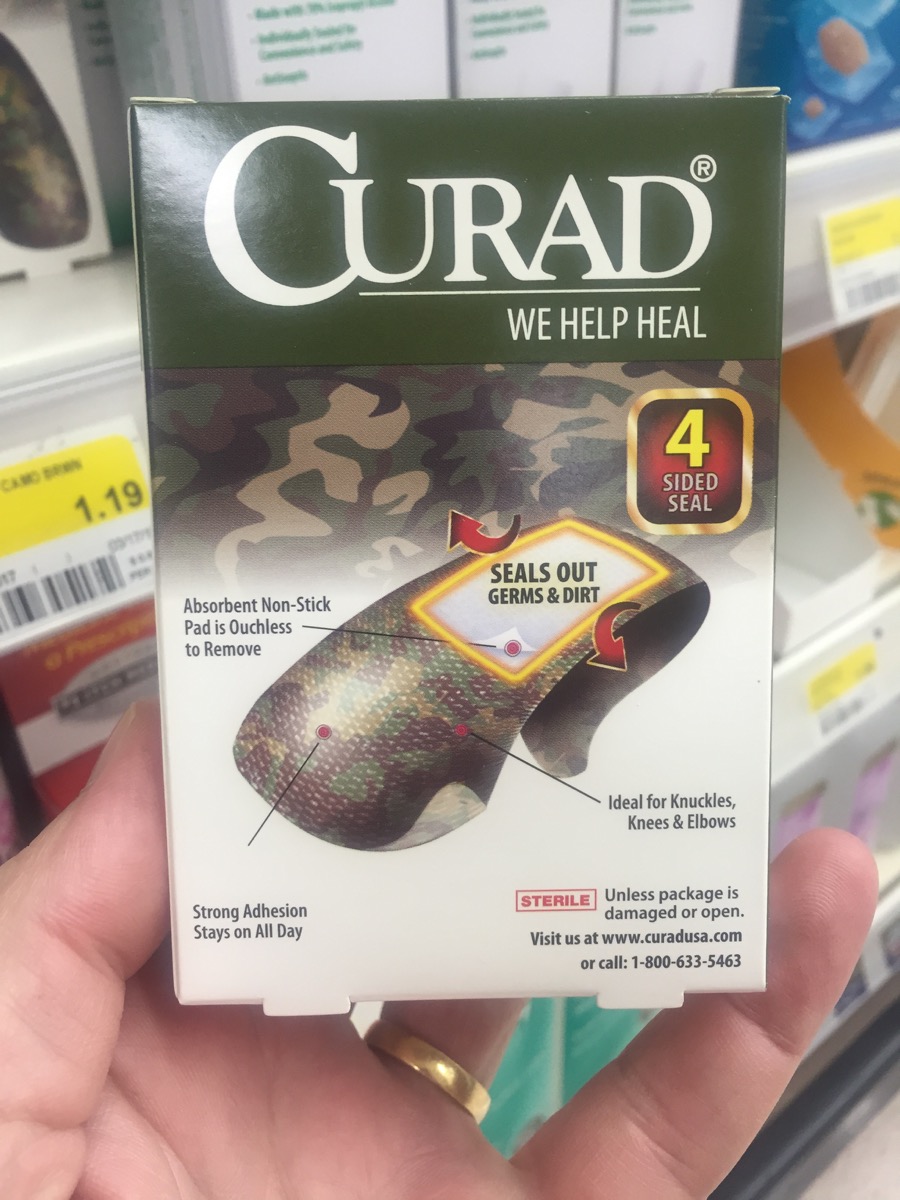 CURAD®
WE HELP HEAL
4
SIDED
SEAL
SEALS OUT
GERMS & DIRT
Absorbent Non-Stick
Pad is Ouchless
to Remove
Ideal for Knuckles,
Knees & Elbows
Strong Adhesion
Stays on All Day
STERILE Unless package is
damaged or open.
Visit us at www.curadusa.com
or call: 1-800-633-5463
CAMO BRWN
1.19